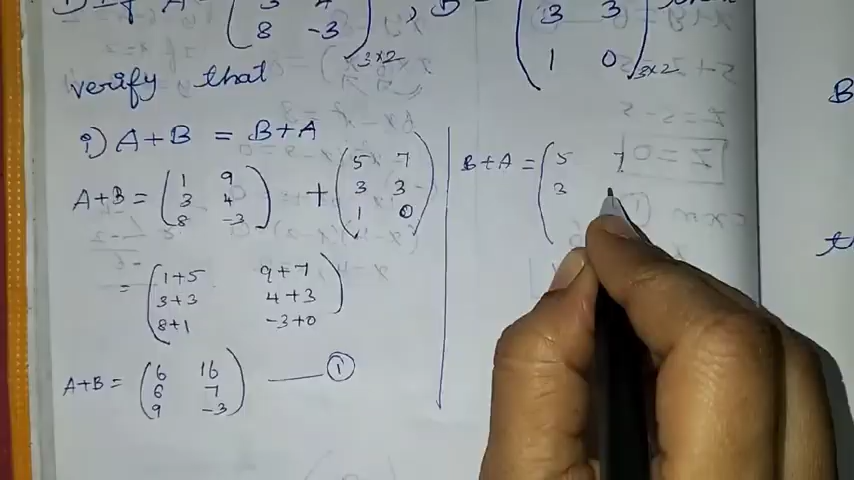 8 -3 3×2 , B 3 3
1 0 3×2
verify that
i) A+B = B+A
A+B = (1 9 3 4 8 -3) + (5 7 3 3 1 0)
= (1+5 9+7 3+3 4+3 8+1 -3+0)
A+B = (6 16 6 7 9 -3) —— ①
B+A = (5 7 3
B